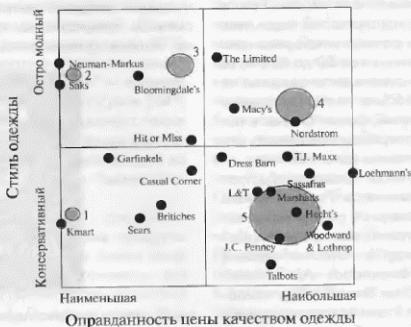 Стиль одежды
Остро модный
Консервативный
Neuman-Markus
2
Saks
Bloomingdale's
3
The Limited
Macy's
4
Nordstrom
Hit or Miss
Garfinkels
Casual Corner
Dress Barn
T.J. Maxx
Sassafras
Loehmann's
L&T
Marshalls
1
Kmart
Britiches
Sears
5
Hecht's
Woodward
& Lothrop
J.C. Penney
Talbots
Наименьшая
Наибольшая
Оправданность цены качеством одежды